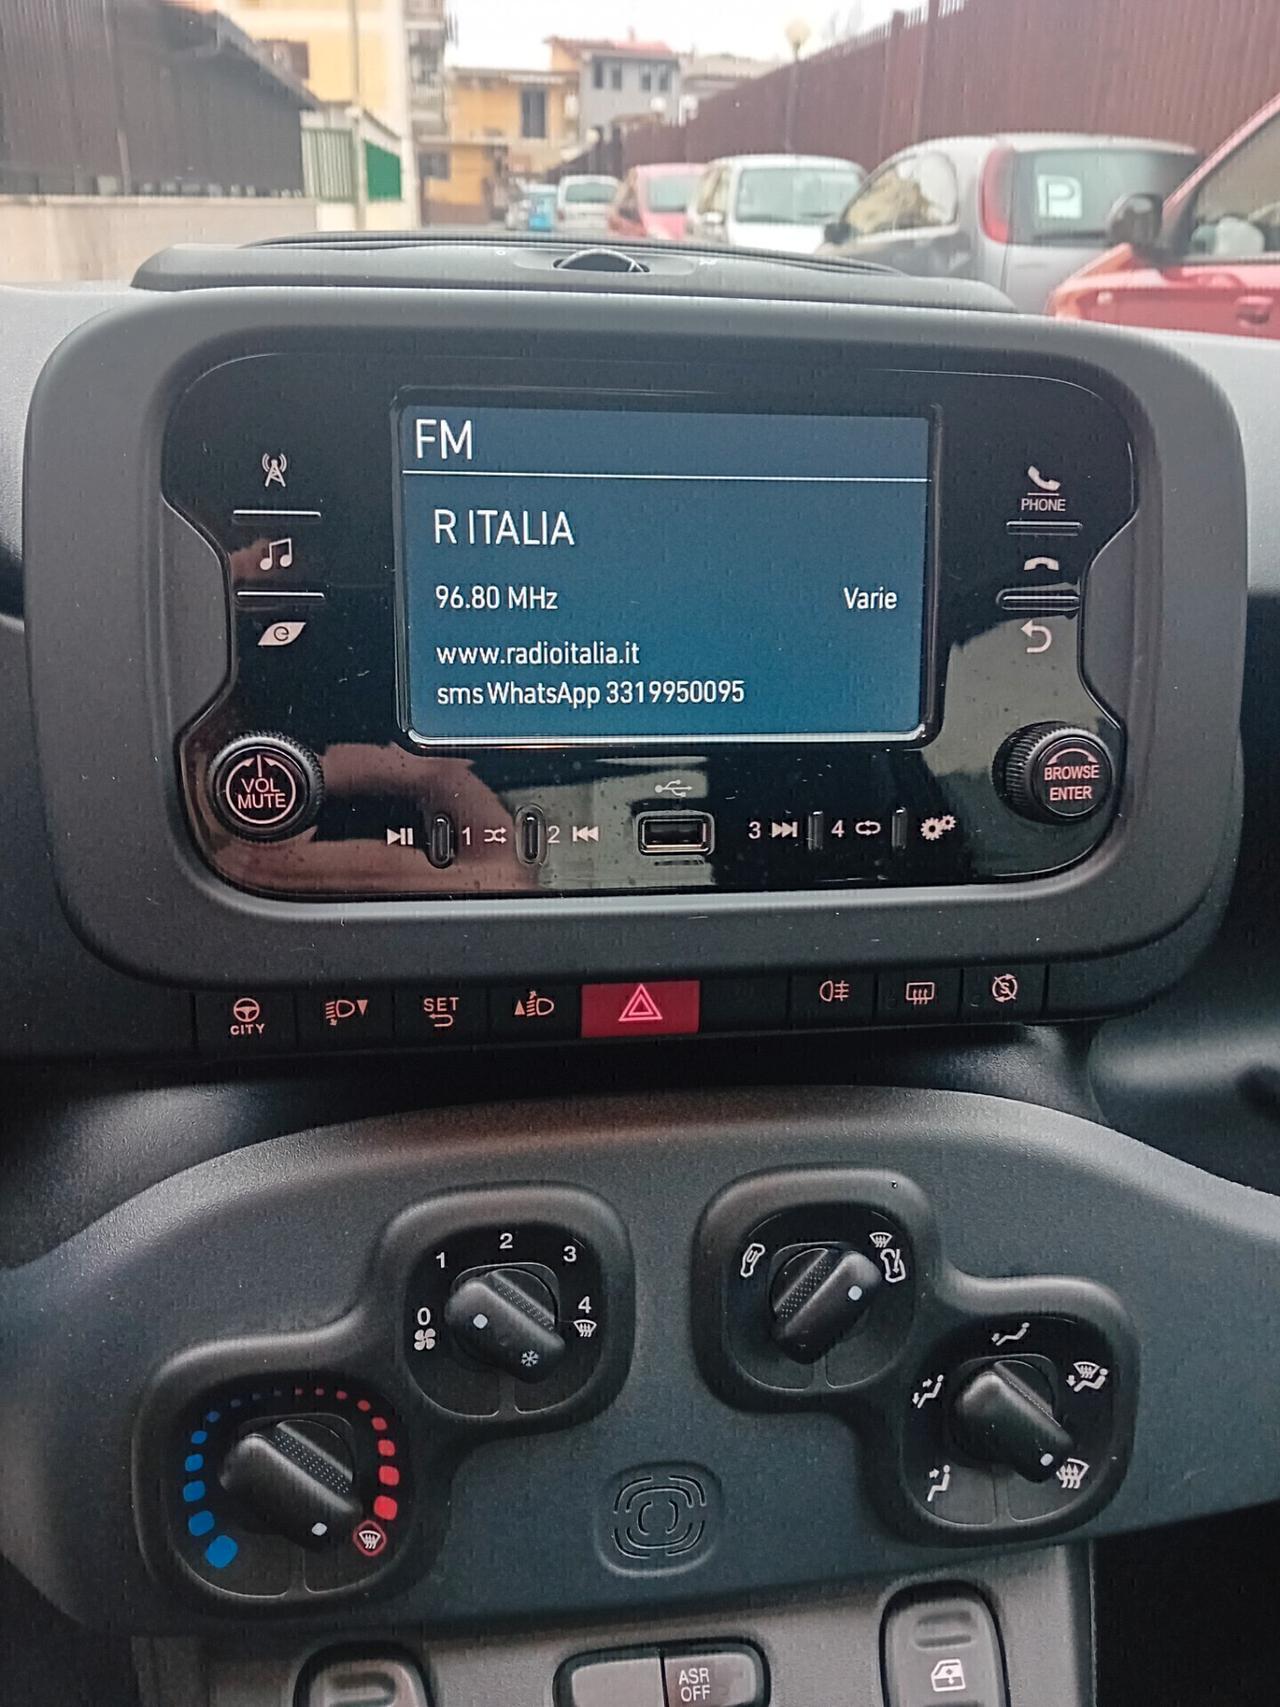 P
FM
R ITALIA
96.80 MHz Varie
www.radioitalia.it
sms WhatsApp 3319950095
PHONE
VOL
MUTE
BROWSE
ENTER
1 2 3 4
CITY
SET
0 1 2 3 4
ASR
OFF